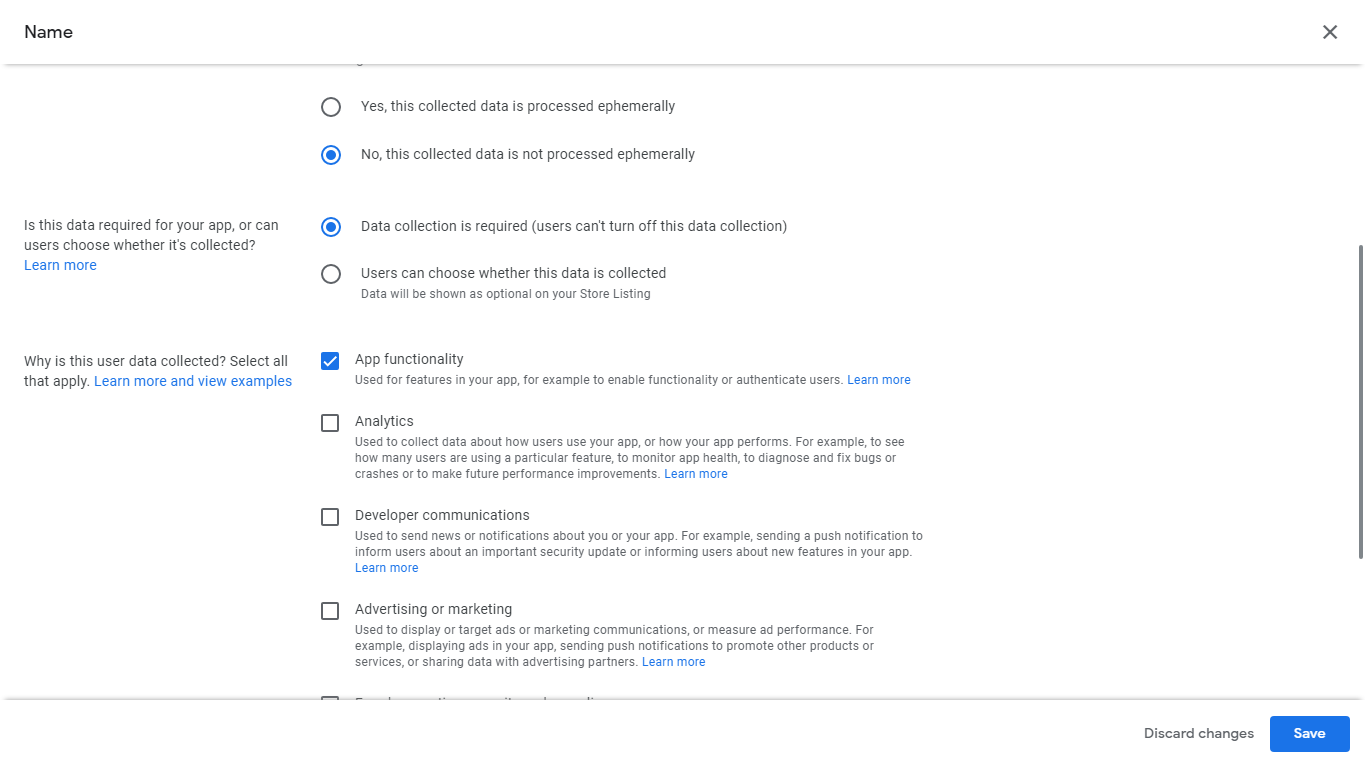 Name
Yes, this collected data is processed ephemerally
No, this collected data is not processed ephemerally
Is this data required for your app, or can
users choose whether it's collected?
Learn more
Data collection is required (users can't turn off this data collection)
Users can choose whether this data is collected
Data will be shown as optional on your Store Listing
Why is this user data collected? Select all
that apply. Learn more and view examples
App functionality
Used for features in your app, for example to enable functionality or authenticate users. Learn more
Analytics
Used to collect data about how users use your app, or how your app performs. For example, to see
how many users are using a particular feature, to monitor app health, to diagnose and fix bugs or
crashes or to make future performance improvements. Learn more
Developer communications
Used to send news or notifications about you or your app. For example, sending a push notification to
inform users about an important security update or informing users about new features in your app.
Learn more
Advertising or marketing
Used to display or target ads or marketing communications, or measure ad performance. For
example, displaying ads in your app, sending push notifications to promote other products or
services, or sharing data with advertising partners. Learn more
Discard changes
Save